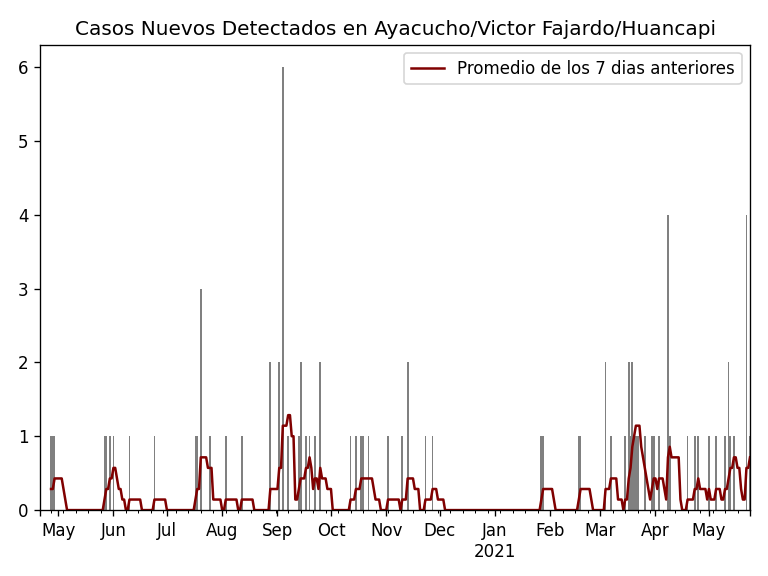 Casos Nuevos Detectados en Ayacucho/Victor Fajardo/Huancapi
Promedio de los 7 dias anteriores
6
5
4
3
2
1
0
May Jun Jul Aug Sep Oct Nov Dec Jan Feb Mar Apr May
2021